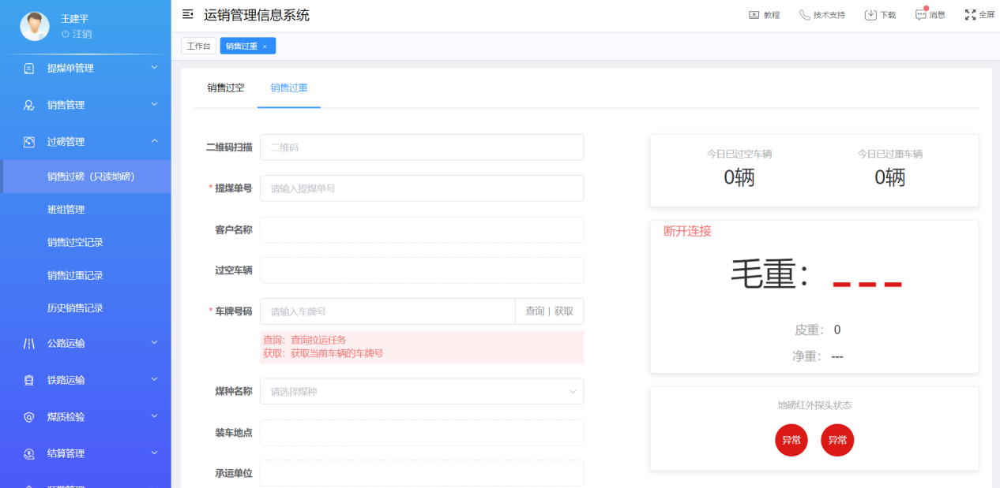 王建平
注销
提煤单管理
销售管理
过磅管理
销售过磅（只读地磅）
班组管理
销售过空记录
销售过重记录
历史销售记录
公路运输
铁路运输
煤质检验
结算管理
运销管理信息系统
教程
技术支持
下载
消息
全屏
工作台
销售过重 ×
销售过空
销售过重
二维码扫描
二维码
* 提煤单号
请输入提煤单号
客户名称
过空车辆
* 车牌号码
请输入车牌号
查询 | 获取
查询：查询拉运任务
获取：获取当前车辆的车牌号
煤种名称
请选择煤种
装车地点
承运单位
今日已过空车辆
0辆
今日已过重车辆
0辆
断开连接
毛重： ---
皮重： 0
净重： ---
地磅红外探头状态
异常
异常